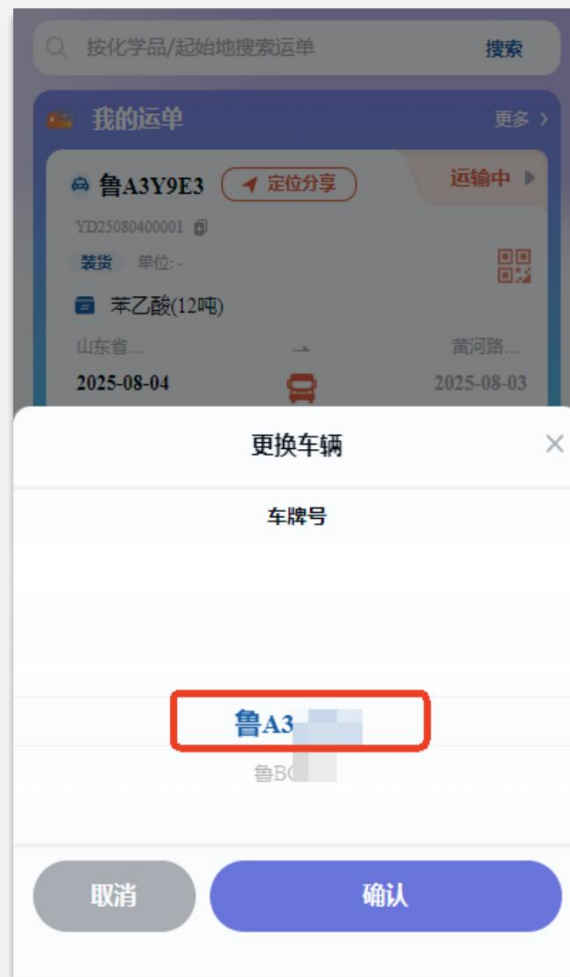 按化学品/起始地搜索运单 搜索
我的运单 更多
鲁A3Y9E3 定位分享 运输中
YD25080400001
装货 单位: -
苯乙酸(12吨)
山东省... 黄河路...
2025-08-04 2025-08-03
更换车辆
车牌号
鲁A3
鲁B
取消 确认